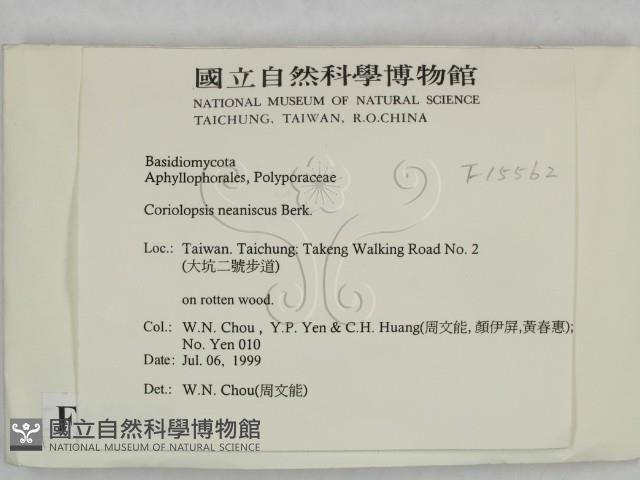 國立自然科學博物館
NATIONAL MUSEUM OF NATURAL SCIENCE
TAICHUNG, TAIWAN, R.O.CHINA
Basidiomycota
Aphyllophorales, Polyporaceae
F15562
Coriolopsis neaniscus Berk.
Loc.: Taiwan. Taichung: Takeng Walking Road No. 2
(大坑二號步道)
on rotten wood.
Col.: W.N. Chou , Y.P. Yen & C.H. Huang(周文能, 顏伊屏,黃春惠);
No. Yen 010
Date: Jul. 06, 1999
Det.: W.N. Chou(周文能)
F
國立自然科學博物館
NATIONAL MUSEUM OF NATURAL SCIENCE